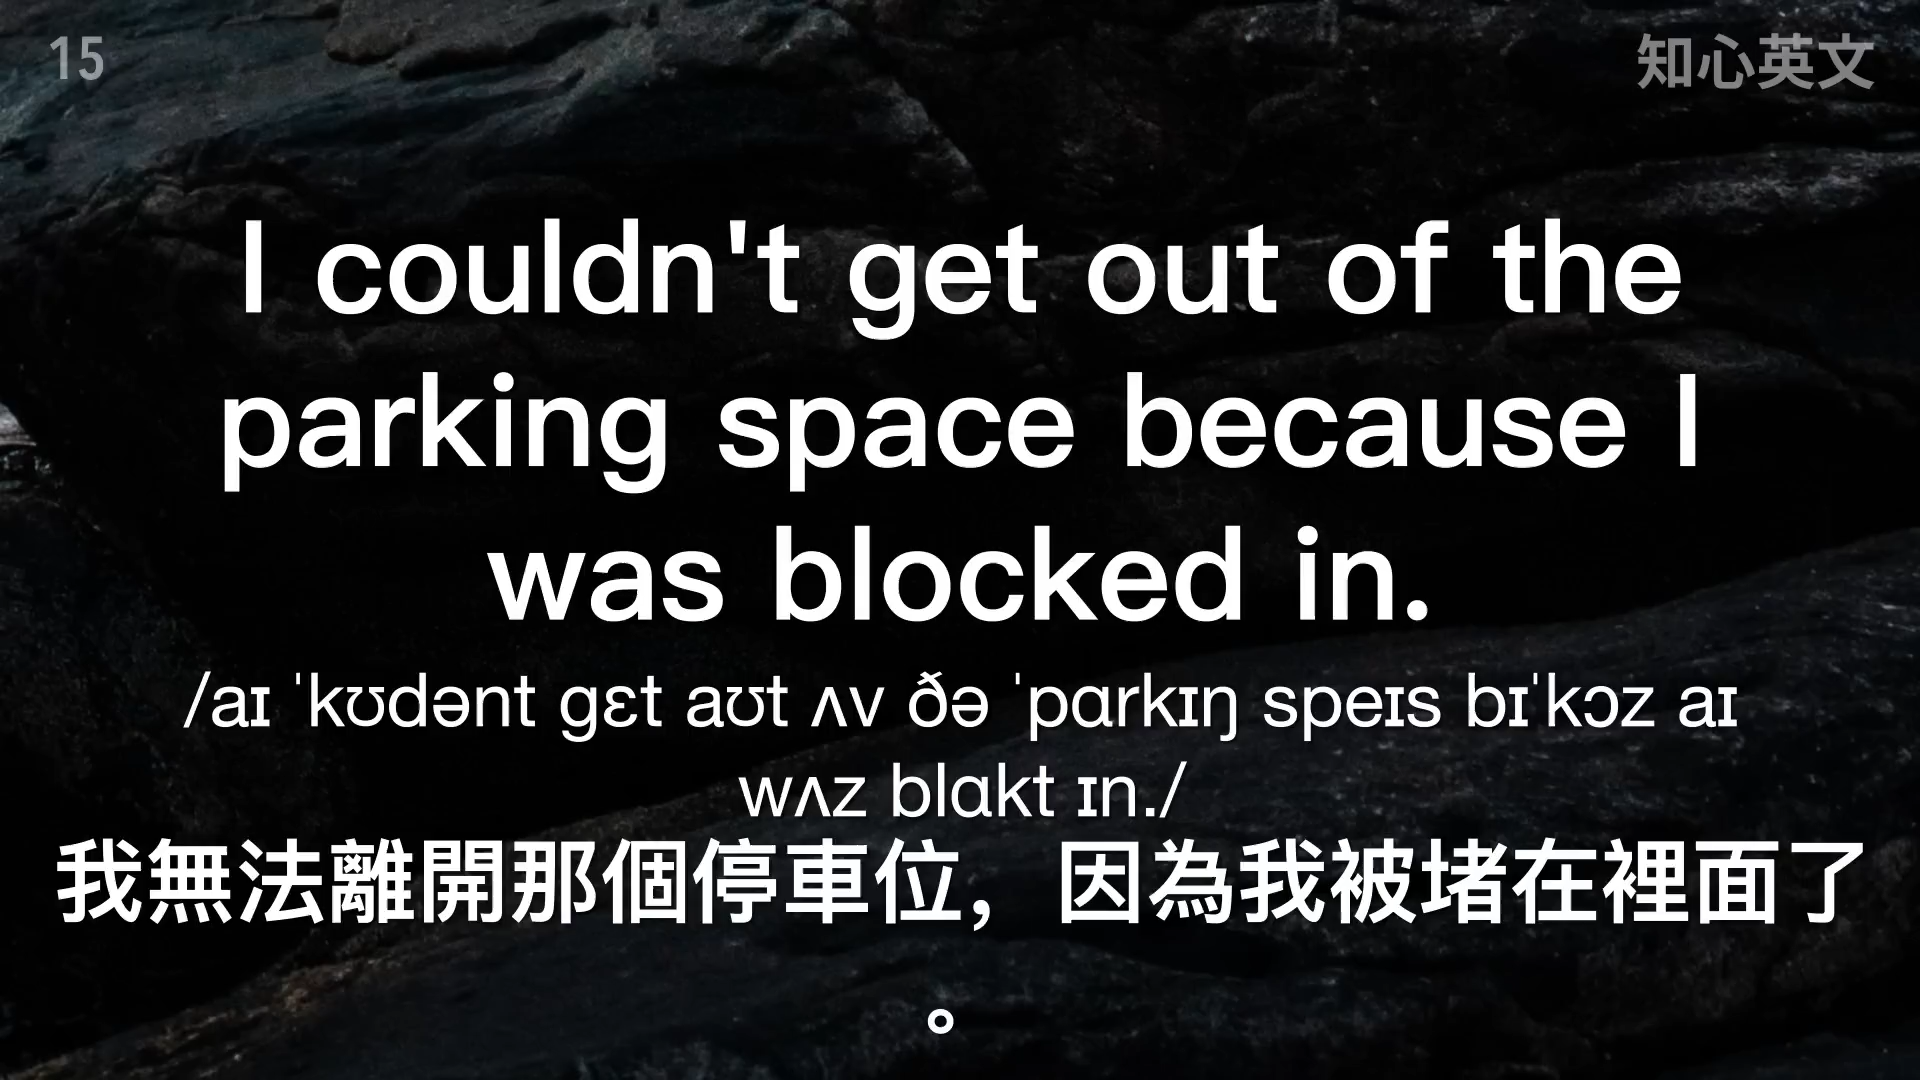 15
知心英文
I couldn't get out of the
parking space because I
was blocked in.
/aɪ ˈkʊdənt gɛt aʊt ʌv ðə ˈpɑrkɪŋ speɪs bɪˈkɔz aɪ
wʌz blɑkt ɪn./
我無法離開那個停車位，因為我被堵在裡面了
。